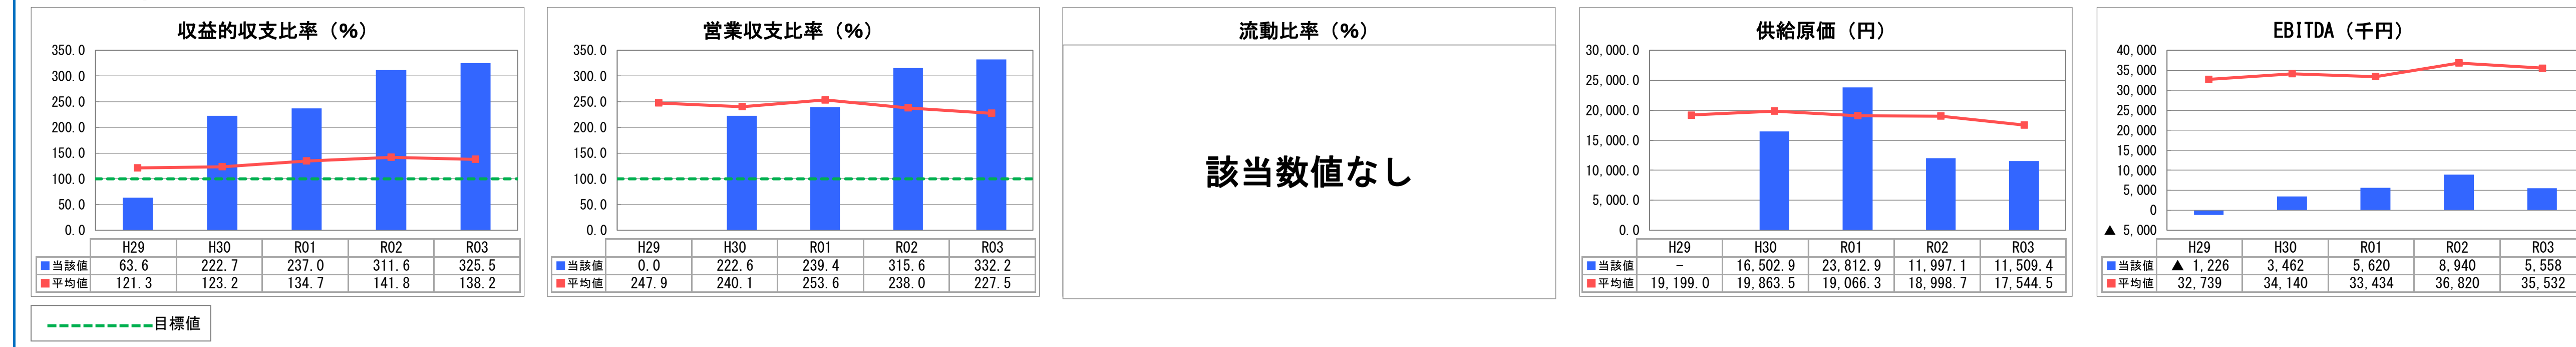 収益的収支比率（％）
350.0
300.0
250.0
200.0
150.0
100.0
50.0
0.0
H29 H30 R01 R02 R03
当該値 63.6 222.7 237.0 311.6 325.5
平均値 121.3 123.2 134.7 141.8 138.2
営業収支比率（％）
350.0
300.0
250.0
200.0
150.0
100.0
50.0
0.0
H29 H30 R01 R02 R03
当該値 0.0 222.6 239.4 315.6 332.2
平均値 247.9 240.1 253.6 238.0 227.5
流動比率（％）
該当数値なし
供給原価（円）
30,000.0
25,000.0
20,000.0
15,000.0
10,000.0
5,000.0
0.0
H29 H30 R01 R02 R03
当該値 － 16,502.9 23,812.9 11,997.1 11,509.4
平均値 19,199.0 19,863.5 19,066.3 18,998.7 17,544.5
EBITDA（千円）
40,000
35,000
30,000
25,000
20,000
15,000
10,000
5,000
0
▲ 5,000
H29 H30 R01 R02 R03
当該値 ▲ 1,226 3,462 5,620 8,940 5,558
平均値 32,739 34,140 33,434 36,820 35,532
目標値